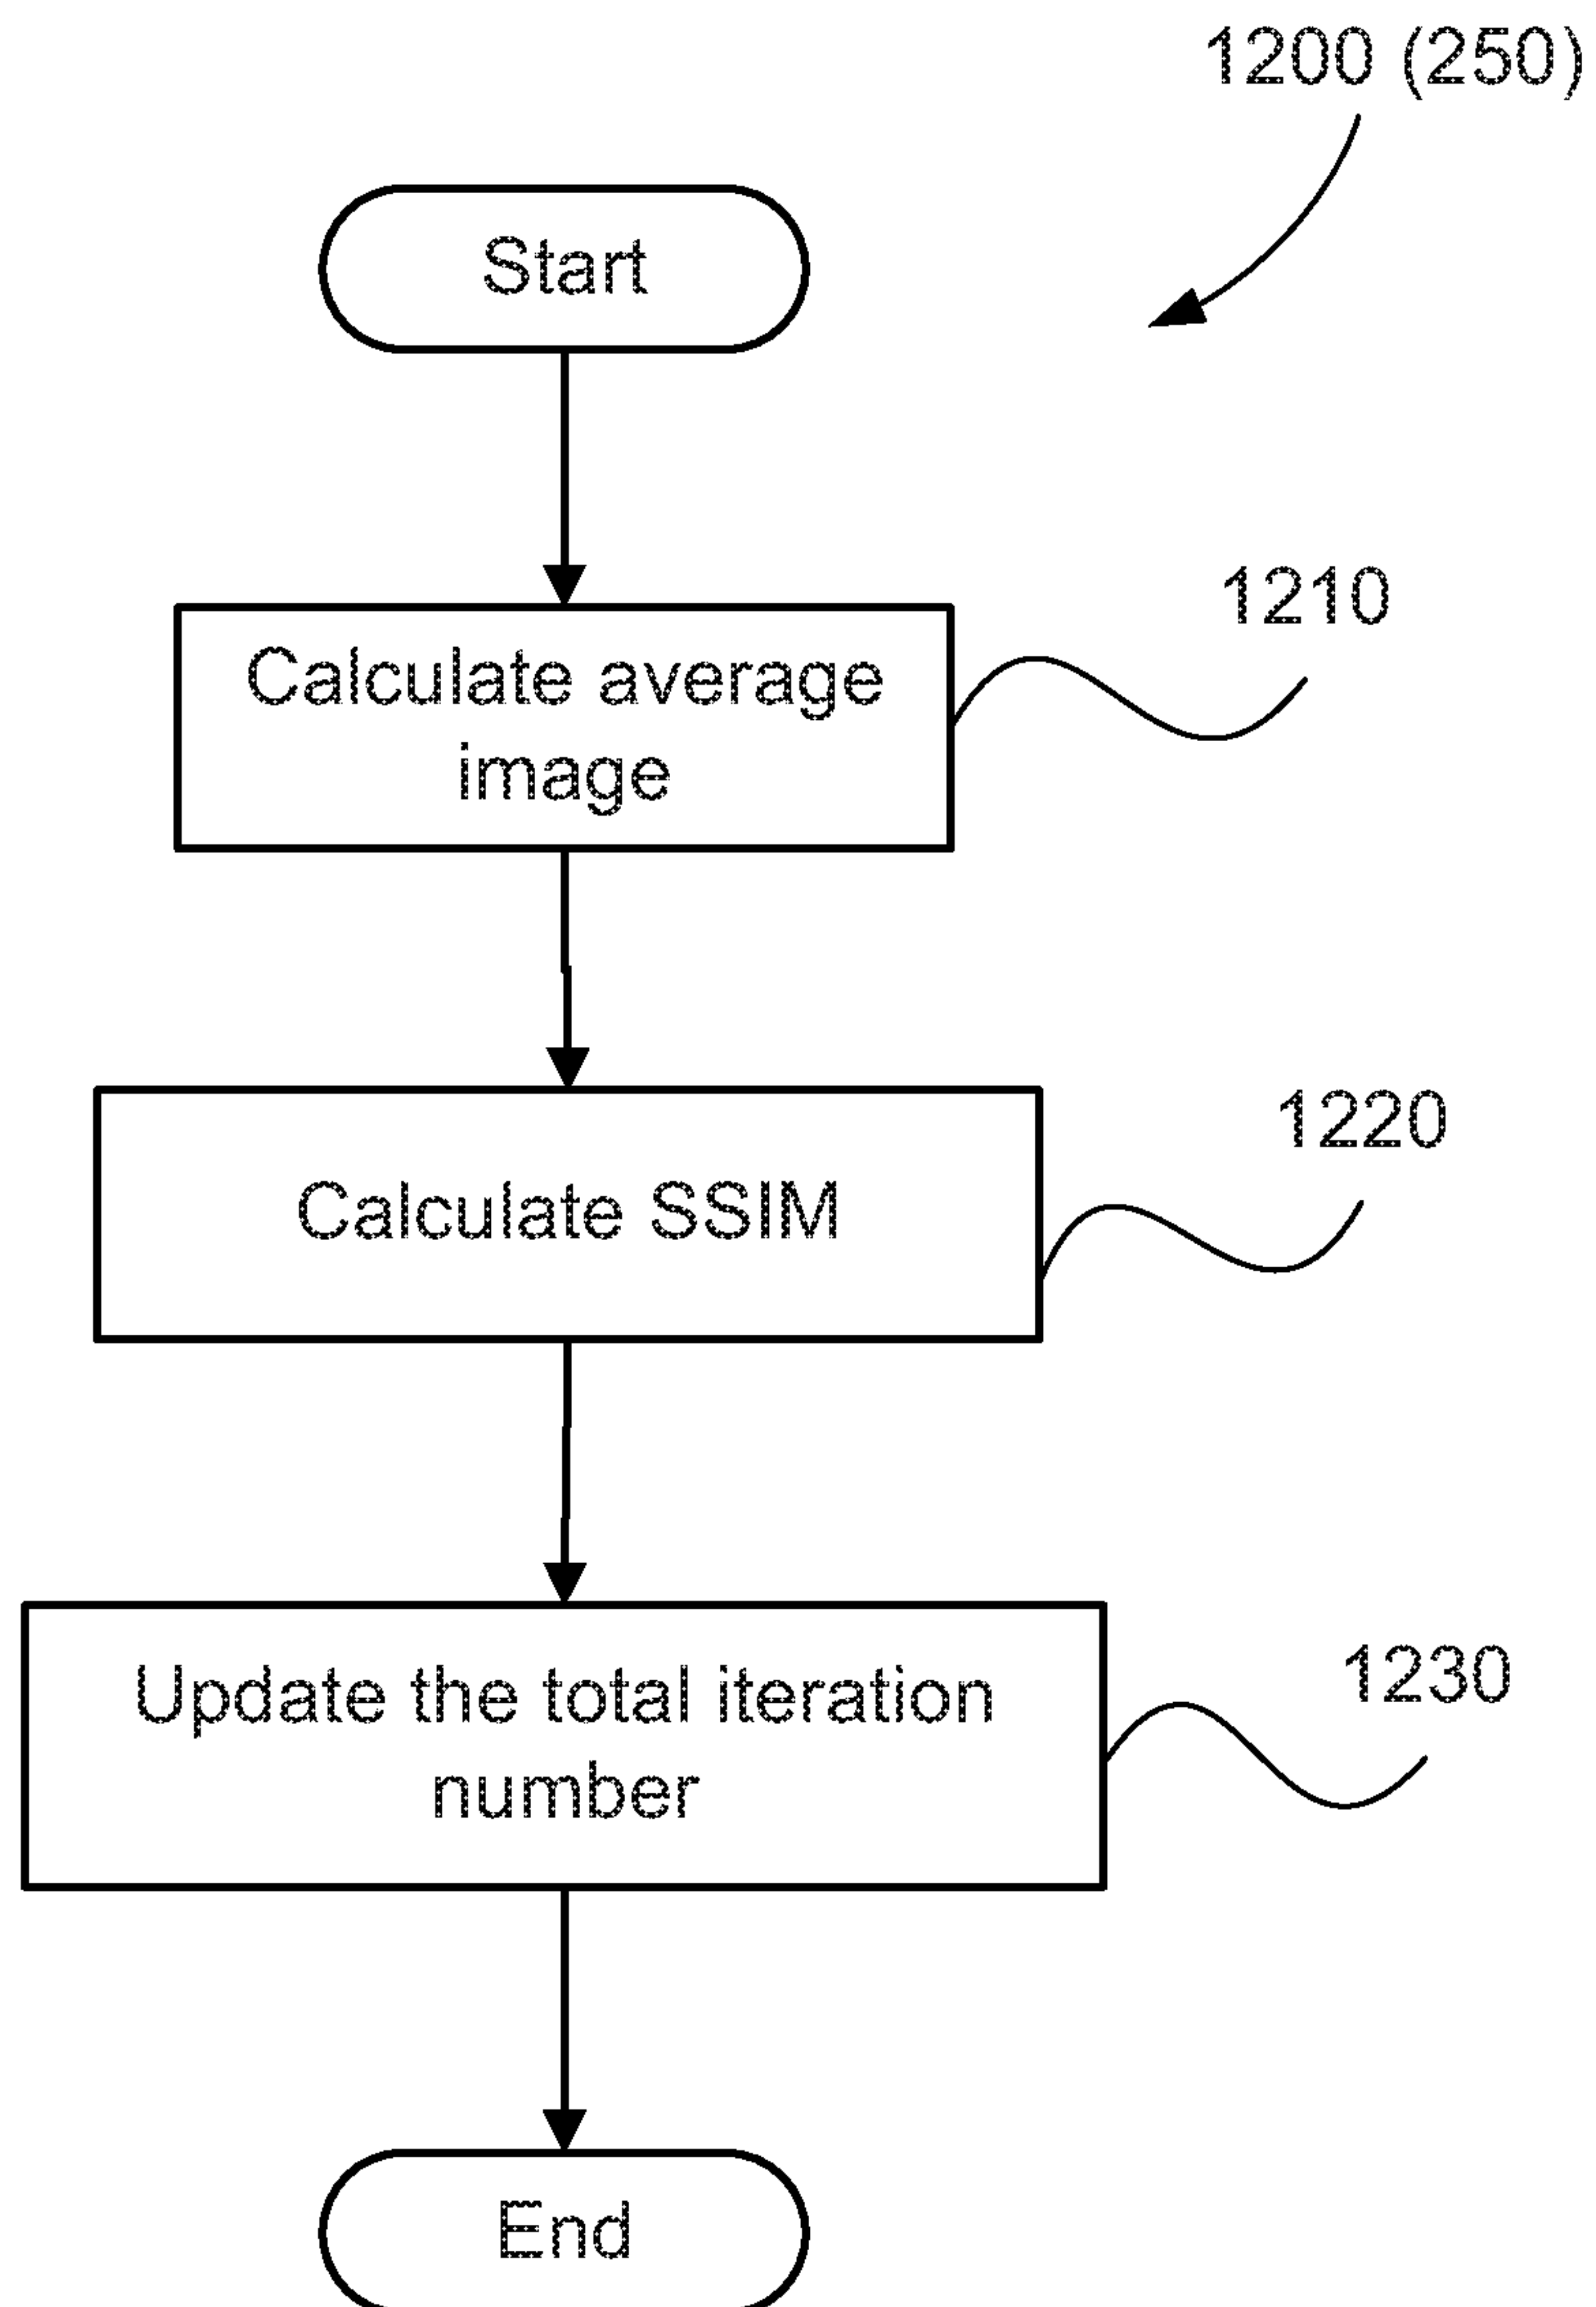 1200 (250)
Start
1210
Calculate average
image
1220
Calculate SSIM
1230
Update the total iteration
number
End